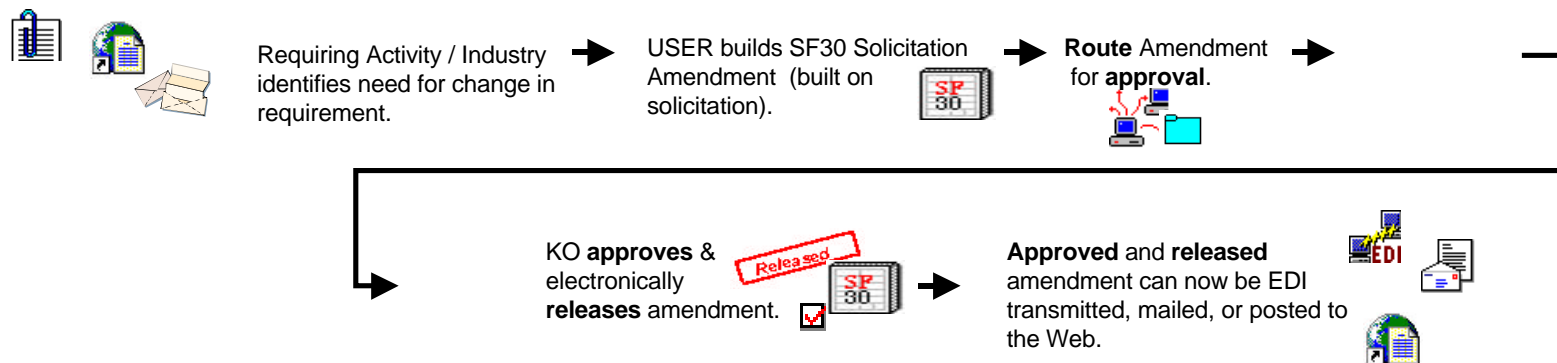 Requiring Activity / Industry
identifies need for change in
requirement.
USER builds SF30 Solicitation
Amendment (built on
solicitation).
SF
30
Route Amendment
for approval.
KO approves &
electronically
releases amendment.
Released
SF
30
Approved and released
amendment can now be EDI
transmitted, mailed, or posted to
the Web.
EDI